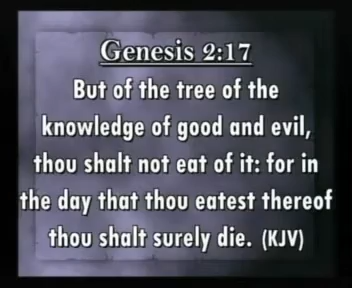 Genesis 2:17
But of the tree of the
knowledge of good and evil,
thou shalt not eat of it: for in
the day that thou eatest thereof
thou shalt surely die. (KJV)